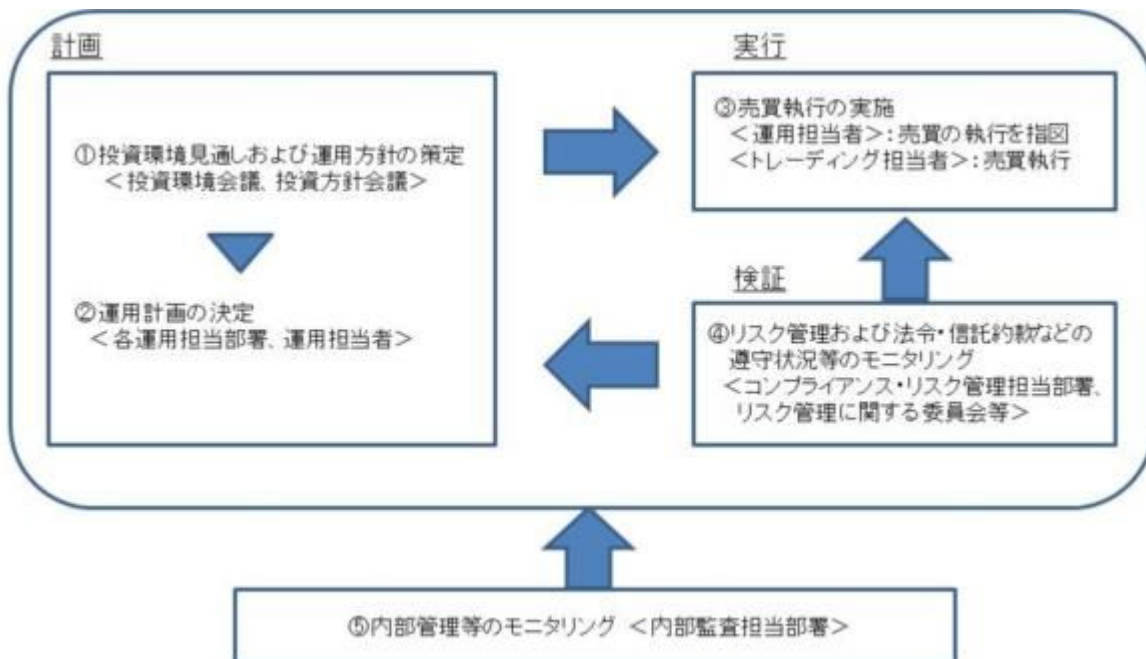 計画
①投資環境見通しおよび運用方針の策定
＜投資環境会議、投資方針会議＞
②運用計画の決定
＜各運用担当部署、運用担当者＞
実行
③売買執行の実施
＜運用担当者＞：売買の執行を指図
＜トレーディング担当者＞：売買執行
検証
④リスク管理および法令・信託約款などの
遵守状況等のモニタリング
＜コンプライアンス・リスク管理担当部署、
リスク管理に関する委員会等＞
⑤内部管理等のモニタリング ＜内部監査担当部署＞